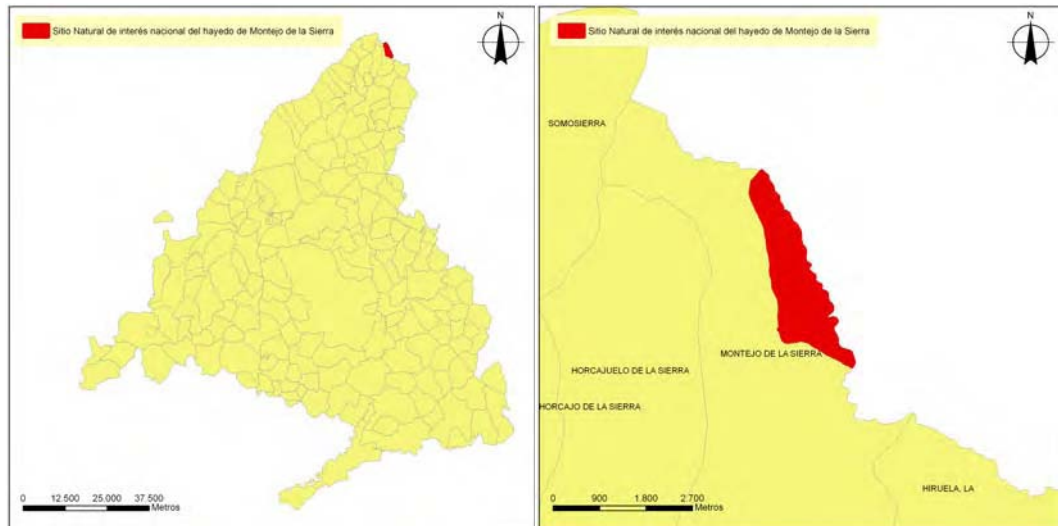 Sitio Natural de interés nacional del hayedo de Montejo de la Sierra
N
0 12.500 25.000 37.500
Metros
Sitio Natural de interés nacional del hayedo de Montejo de la Sierra
N
SOMOSIERRA
MONTEJO DE LA SIERRA
HORCAJUELO DE LA SIERRA
HORCAJO DE LA SIERRA
HIRUELA, LA
0 900 1.800 2.700
Metros